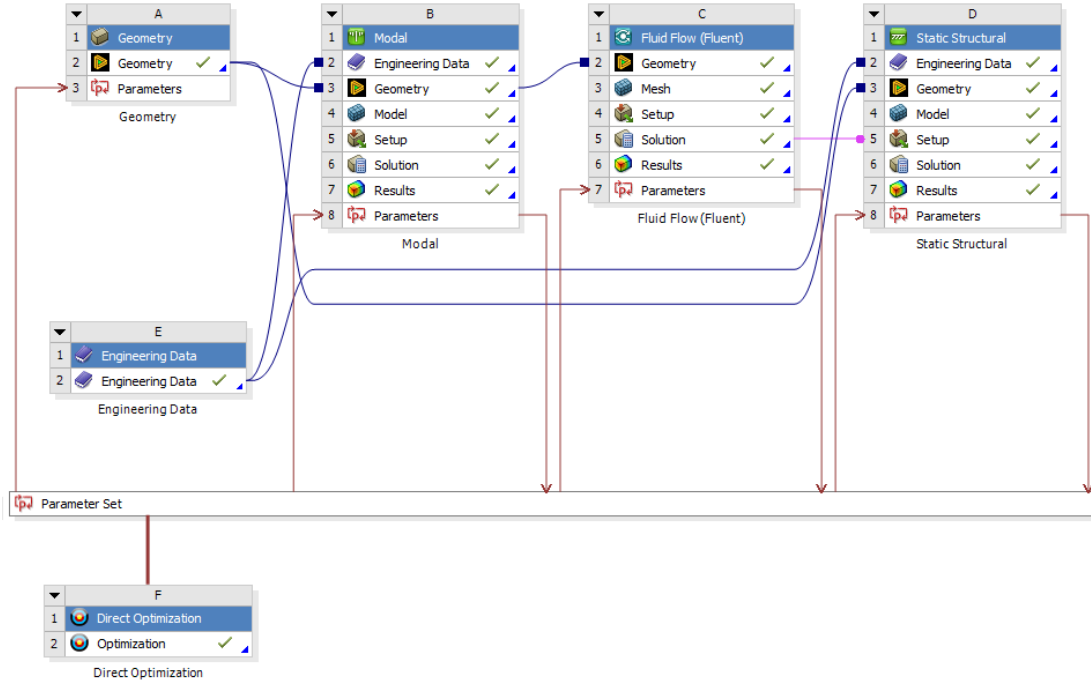 A
1 Geometry
2 Geometry
3 Parameters
Geometry
B
1 Modal
2 Engineering Data
3 Geometry
4 Model
5 Setup
6 Solution
7 Results
8 Parameters
Modal
C
1 Fluid Flow (Fluent)
2 Geometry
3 Mesh
4 Setup
5 Solution
6 Results
7 Parameters
Fluid Flow (Fluent)
D
1 Static Structural
2 Engineering Data
3 Geometry
4 Model
5 Setup
6 Solution
7 Results
8 Parameters
Static Structural
E
1 Engineering Data
2 Engineering Data
Engineering Data
Parameter Set
F
1 Direct Optimization
2 Optimization
Direct Optimization